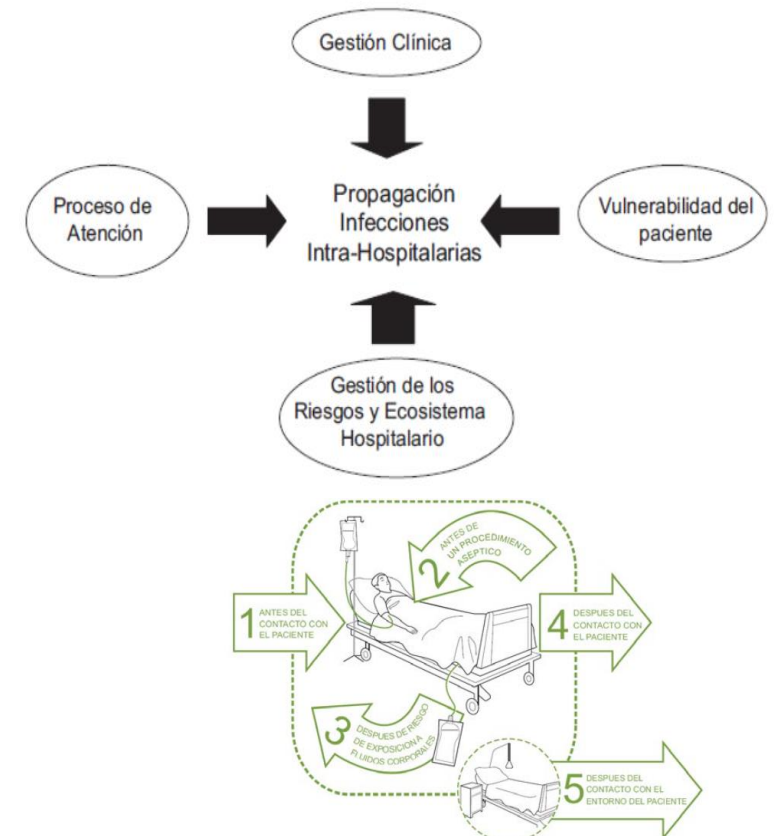 Gestión Clínica
Proceso de
Atención
Propagación
Infecciones
Intra-Hospitalarias
Vulnerabilidad del
paciente
Gestión de los
Riesgos y Ecosistema
Hospitalario
1 ANTES DEL
CONTACTO CON
EL PACIENTE
2 ANTES DE
UN PROCEDIMIENTO
ASEPTICO
3 DESPUES DE RIESGO
DE EXPOSICION A
FLUIDOS CORPORALES
4 DESPUES DEL
CONTACTO CON
EL PACIENTE
5 DESPUES DEL
CONTACTO CON EL
ENTORNO DEL PACIENTE